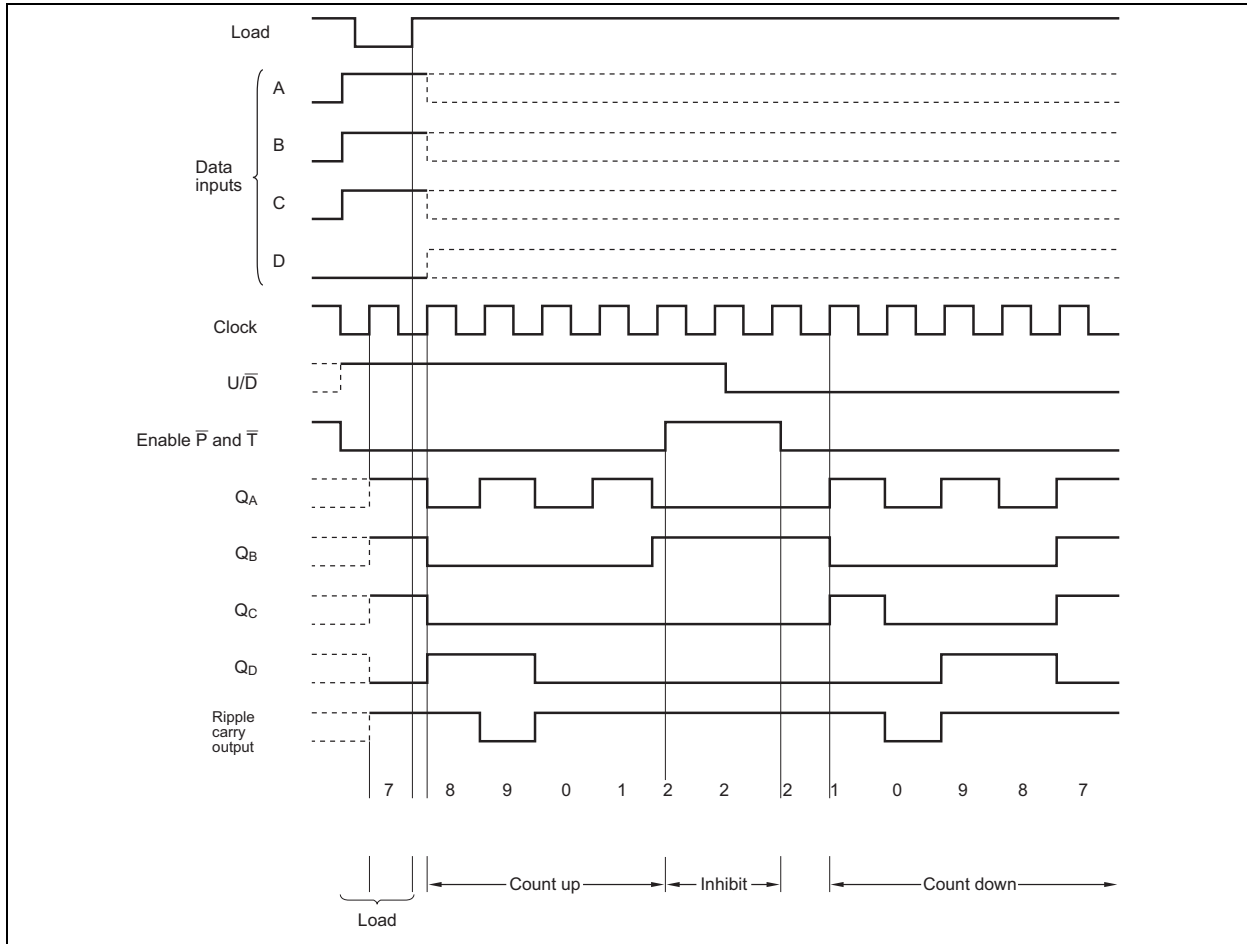 Load
A
B
Data
inputs
C
D
Clock
U/D̅
Enable P̅ and T̅
QA
QB
QC
QD
Ripple
carry
output
7 8 9 0 1 2 2 2 1 0 9 8 7
Count up Inhibit Count down
Load